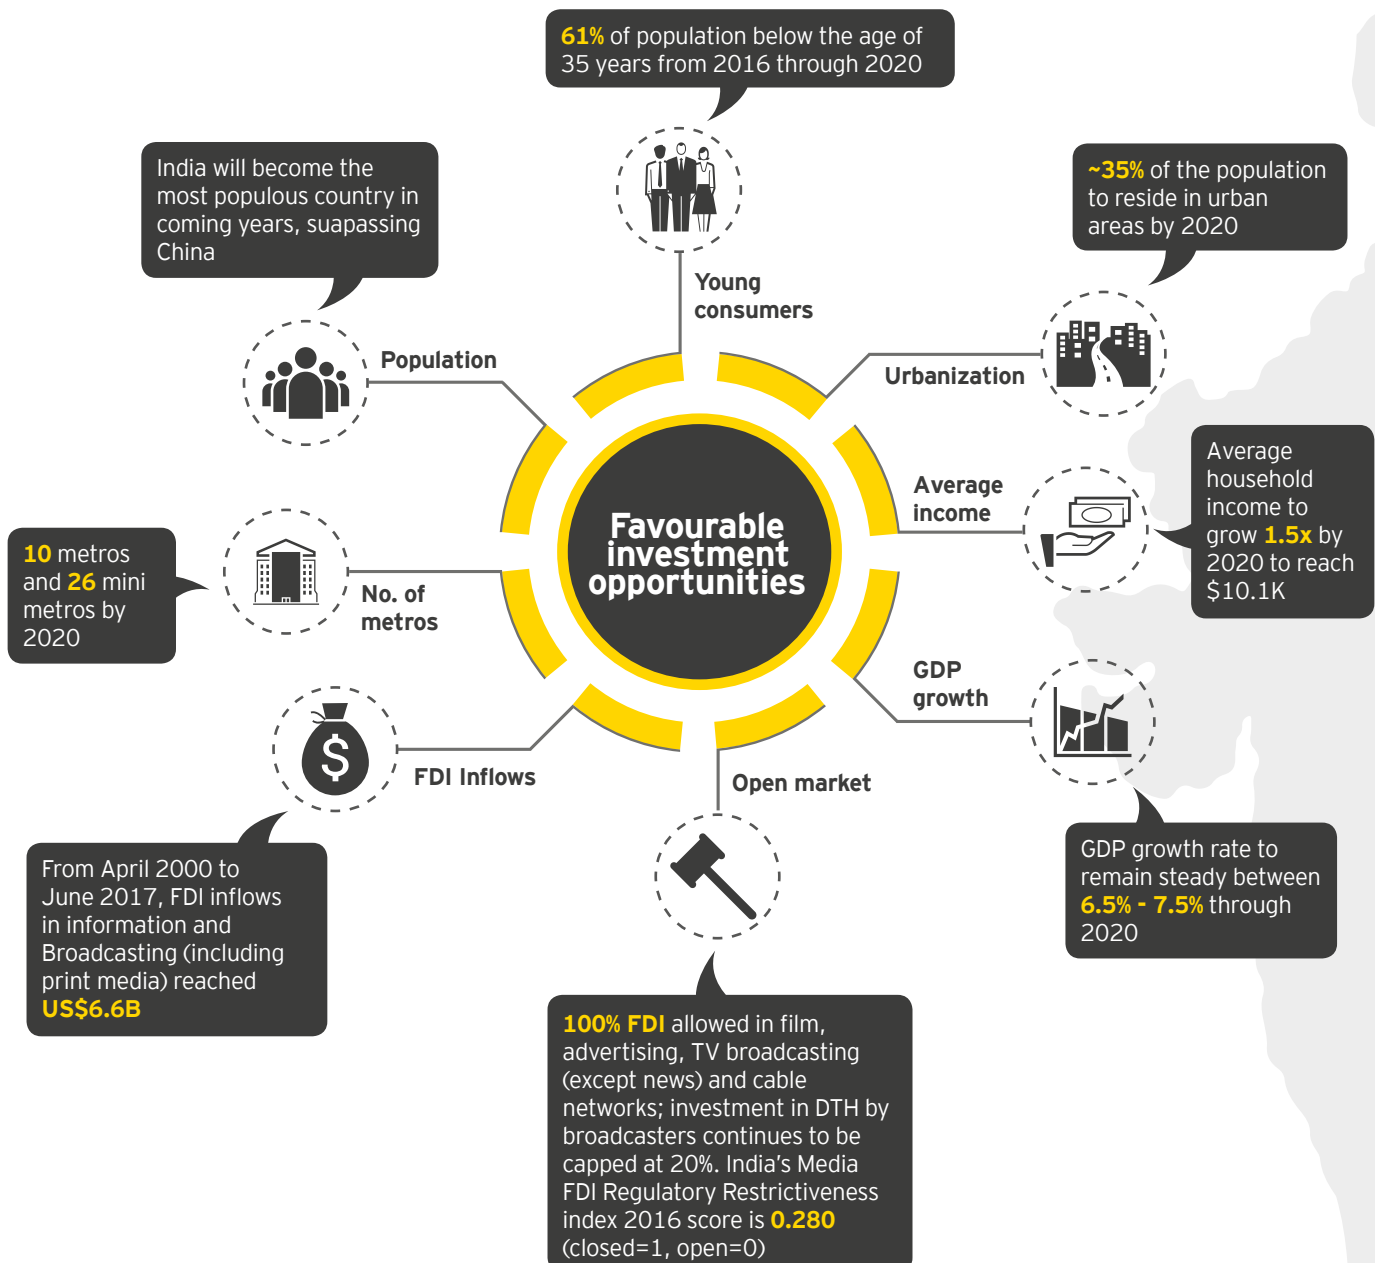 61% of population below the age of
35 years from 2016 through 2020
India will become the
most populous country in
coming years, suapassing
China
~35% of the population
to reside in urban
areas by 2020
Young
consumers
Population
Urbanization
Average
household
income to
grow 1.5x by
2020 to reach
$10.1K
Average
income
Favourable
investment
opportunities
10 metros
and 26 mini
metros by
2020
No. of
metros
GDP
growth
$
FDI Inflows
Open market
GDP growth rate to
remain steady between
6.5% - 7.5% through
2020
From April 2000 to
June 2017, FDI inflows
in information and
Broadcasting (including
print media) reached
US$6.6B
100% FDI allowed in film,
advertising, TV broadcasting
(except news) and cable
networks; investment in DTH by
broadcasters continues to be
capped at 20%. India's Media
FDI Regulatory Restrictiveness
index 2016 score is 0.280
(closed=1, open=0)